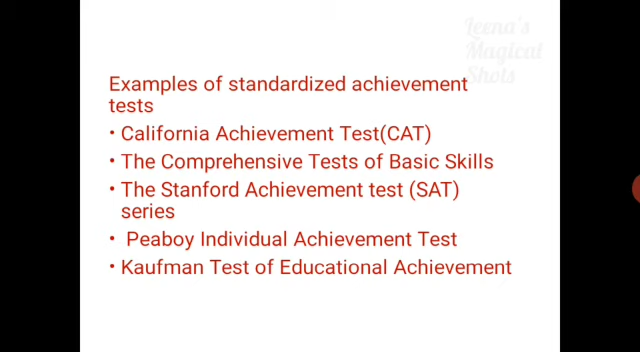 Leena's
Magical
Shots
Examples of standardized achievement
tests
• California Achievement Test(CAT)
• The Comprehensive Tests of Basic Skills
• The Stanford Achievement test (SAT)
series
• Peaboy Individual Achievement Test
• Kaufman Test of Educational Achievement